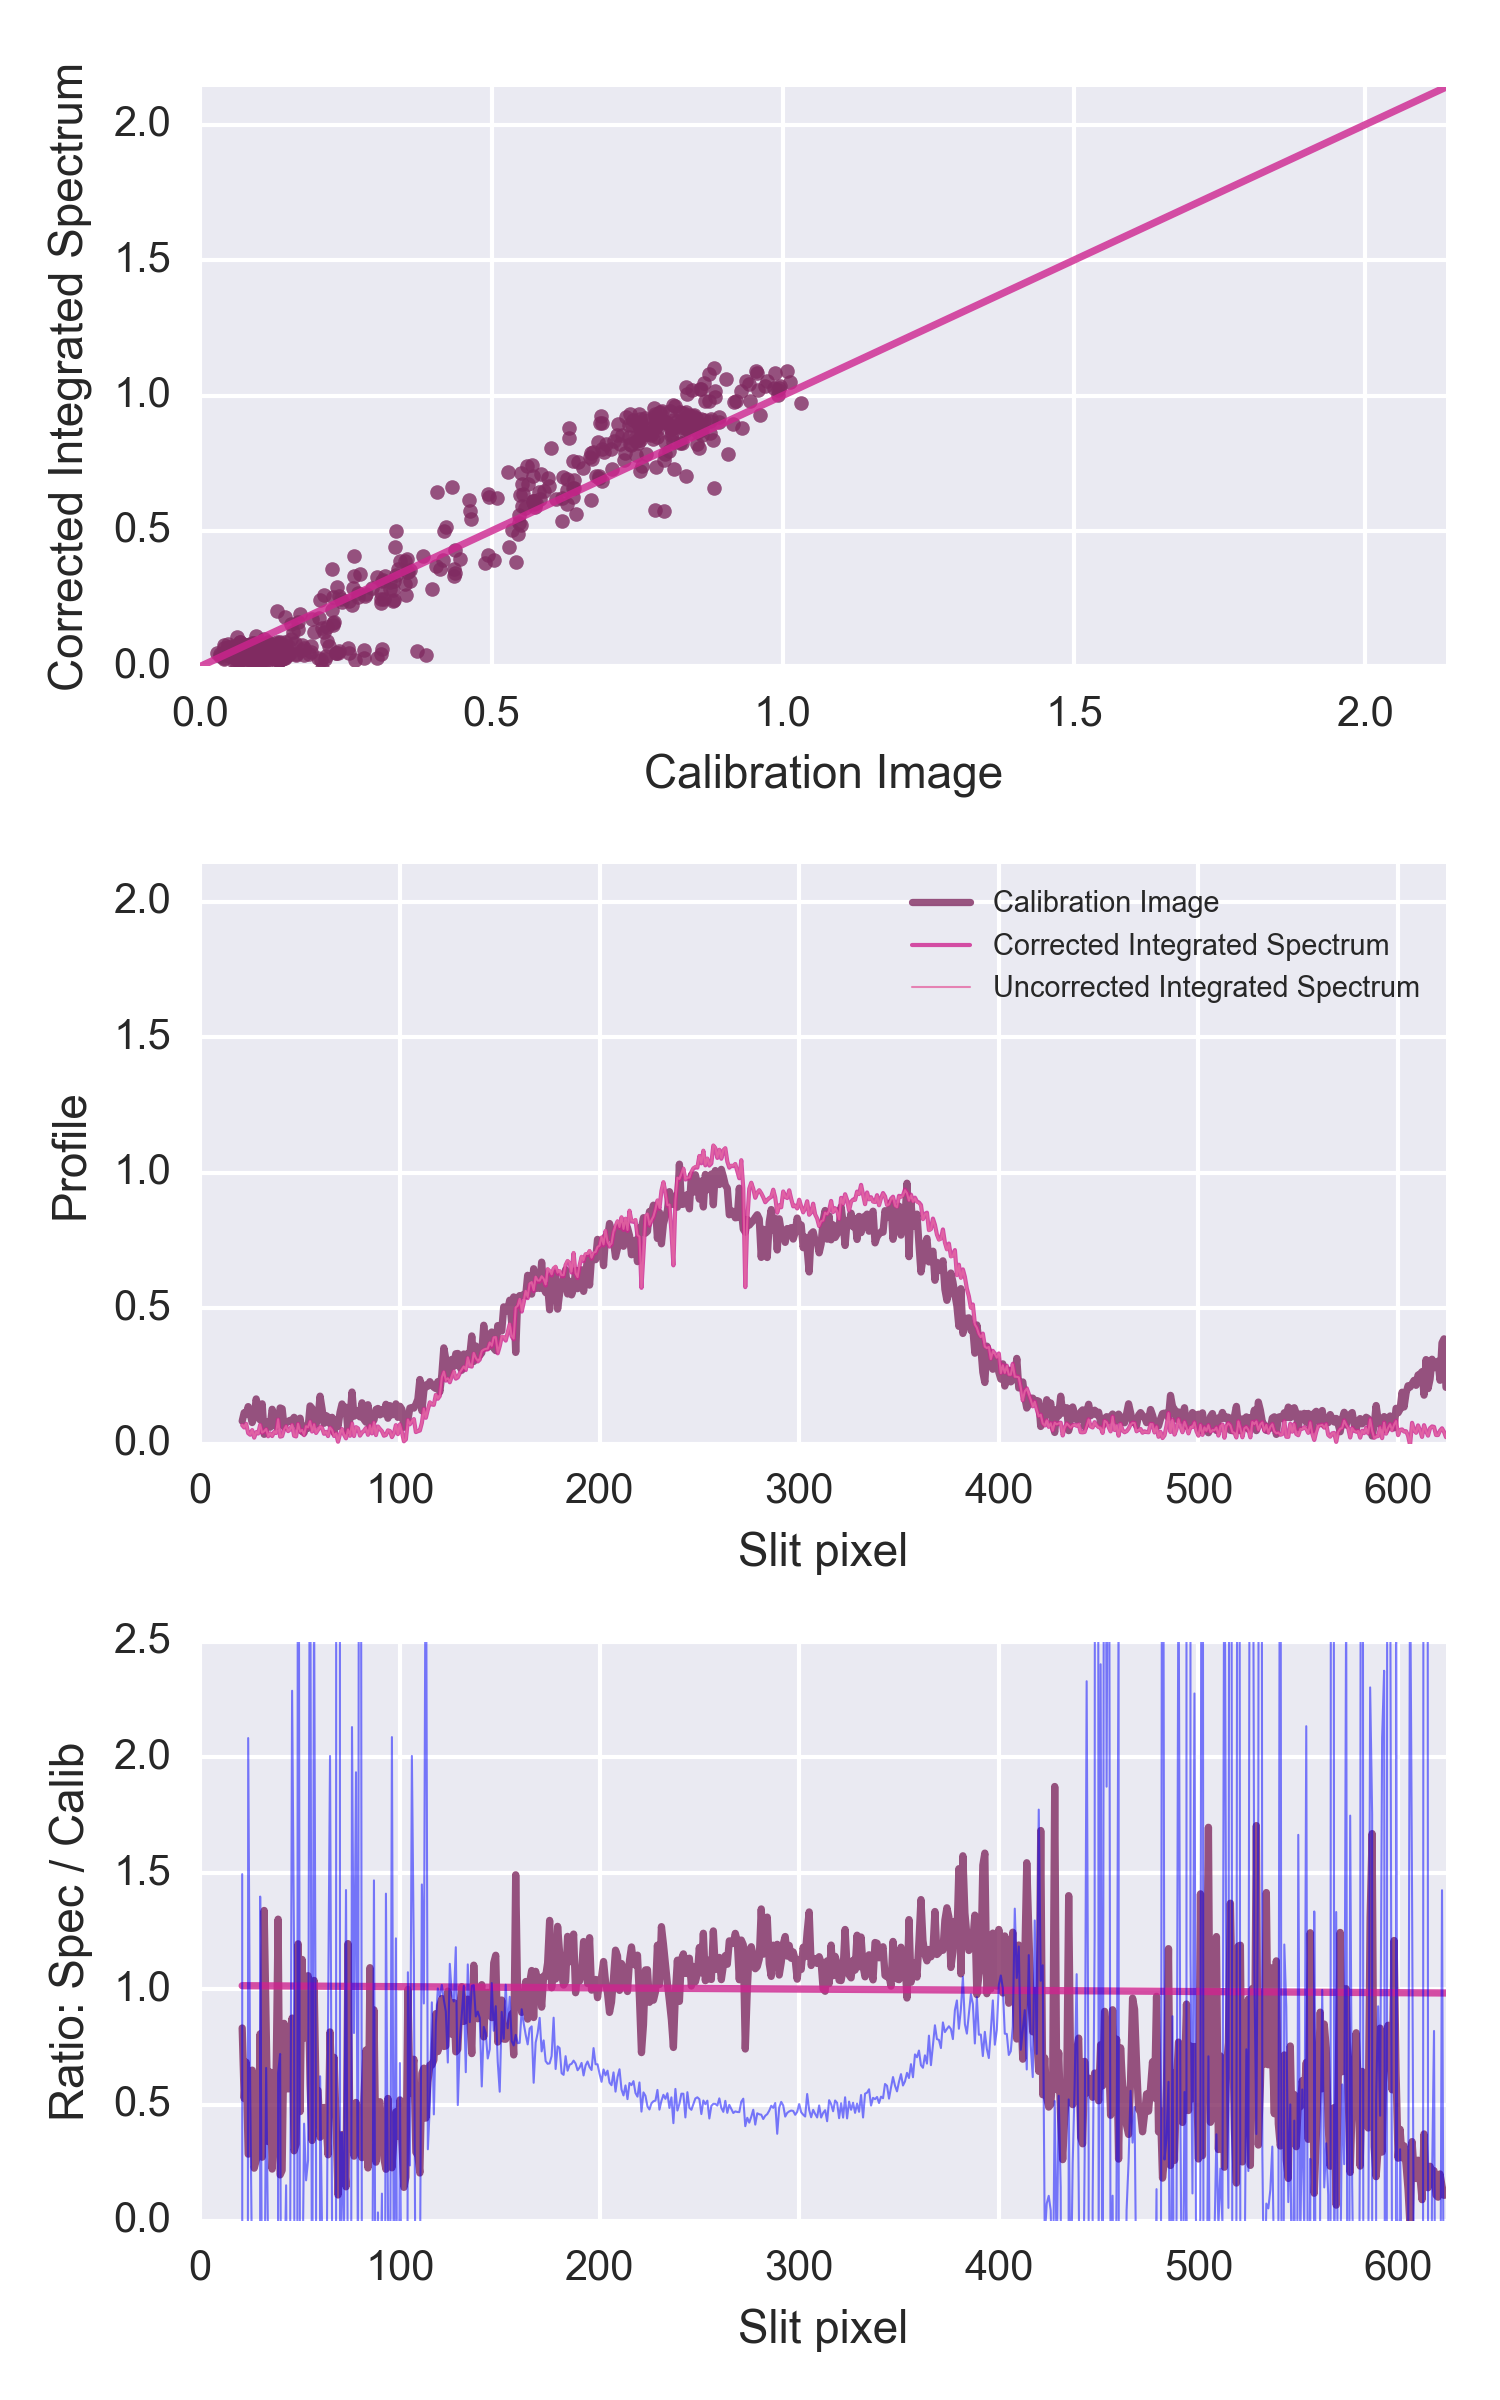 Corrected Integrated Spectrum
2.0
1.5
1.0
0.5
0.0
0.0 0.5 1.0 1.5 2.0
Calibration Image
Profile
2.0
1.5
1.0
0.5
0.0
Calibration Image
Corrected Integrated Spectrum
Uncorrected Integrated Spectrum
0 100 200 300 400 500 600
Slit pixel
Ratio: Spec / Calib
2.5
2.0
1.5
1.0
0.5
0.0
0 100 200 300 400 500 600
Slit pixel